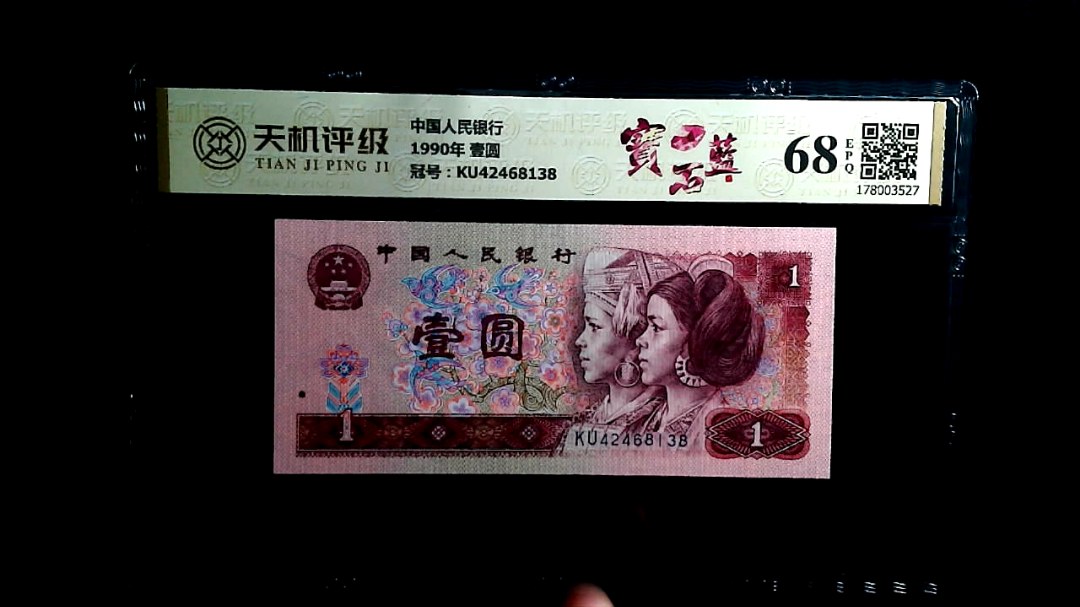 天机评级
TIAN JI PING JI
中国人民银行
1990年 壹圆
冠号：KU42468138
寶石藍
68
EPQ
178003527
中国人民银行
1
壹圆
1
KU42468138
1